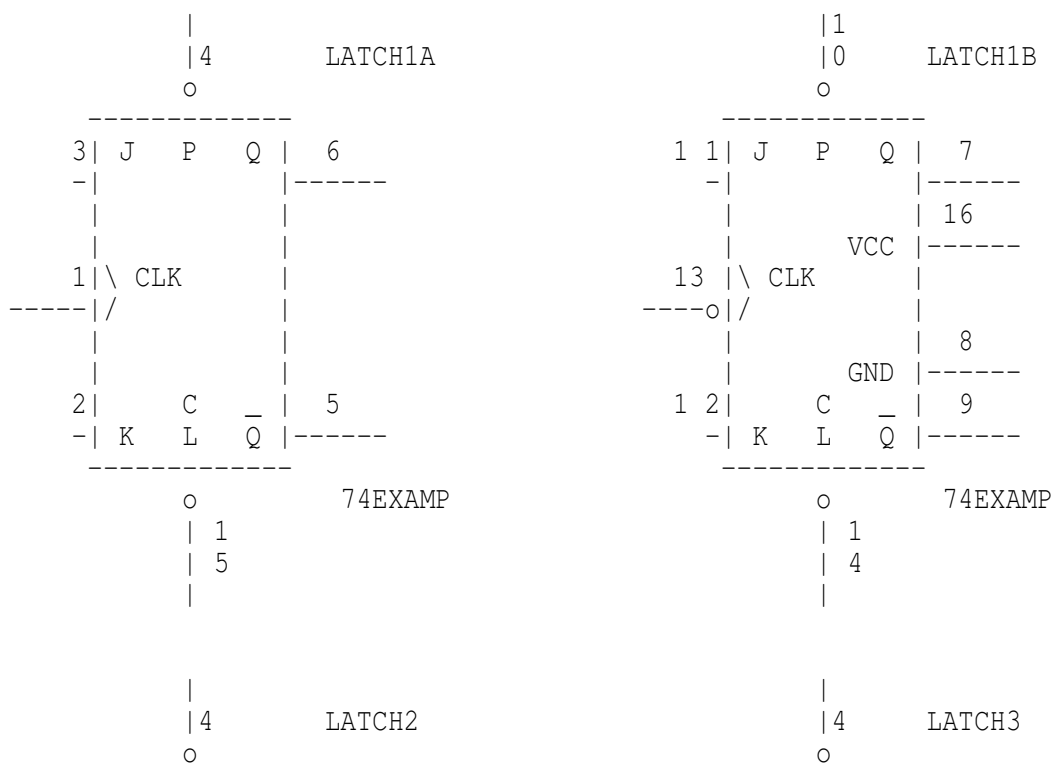 |                                      |1
|4       LATCH1A                       |0     LATCH1B
o                                      o
-------------                          -------------
3| J   P   Q |  6                  1 1| J   P   Q |  7
-|           |------                 -|           |------
|           |                        |           | 16
|           |                        |       VCC |------
1|\ CLK      |                     13 |\ CLK      |
-----|/           |                 ----o|/           |
|           |                        |           |  8
|           |                        |       GND |------
2|     C   _ |  5                  1 2|     C   _ |  9
-| K   L   Q |------                 -| K   L   Q |------
-------------                          -------------
o         74EXAMP                      o       74EXAMP
| 1                                    | 1
| 5                                    | 4
|                                      |
|                                      |
|4       LATCH2                        |4      LATCH3
o                                      o